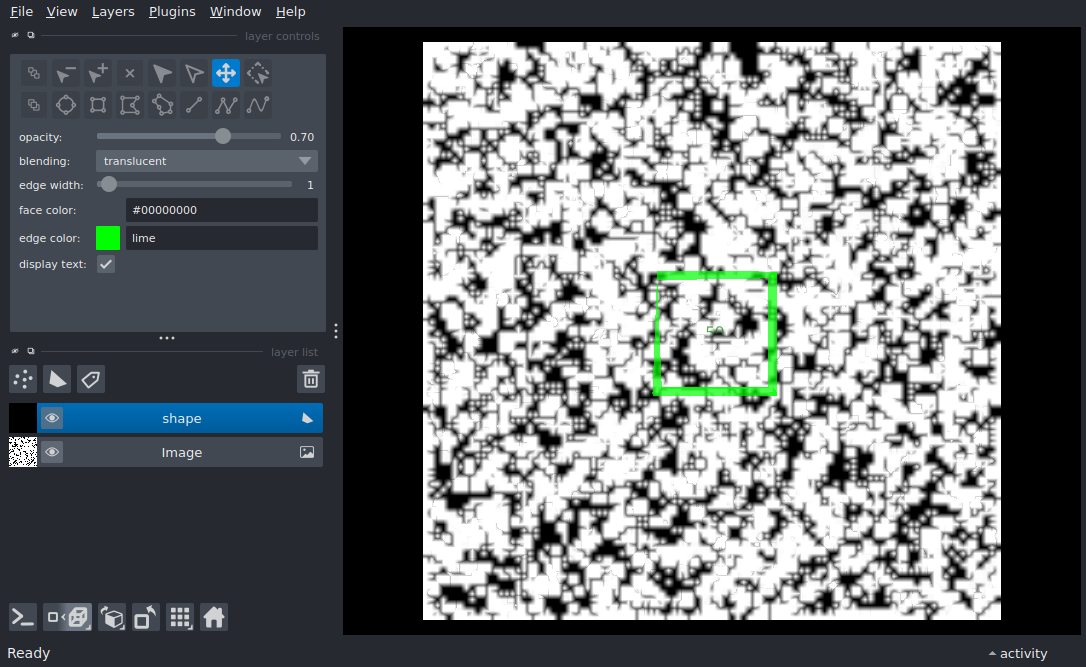 File View Layers Plugins Window Help
layer controls
opacity: 0.70
blending: translucent
edge width: 1
face color: #00000000
edge color: lime
display text:
layer list
shape
Image
50
Ready activity